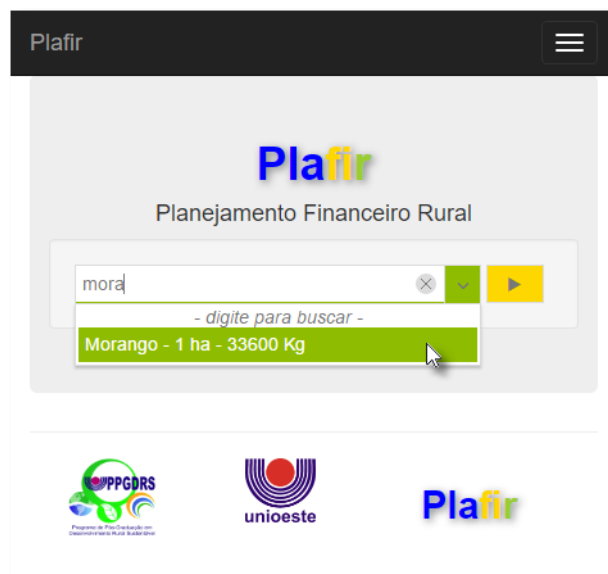 Plafir
Plafir
Planejamento Financeiro Rural
mora
- digite para buscar -
Morango - 1 ha - 33600 Kg
PPGDRS
Programa de Pós-Graduação em
Desenvolvimento Rural Sustentável
unioeste
Plafir